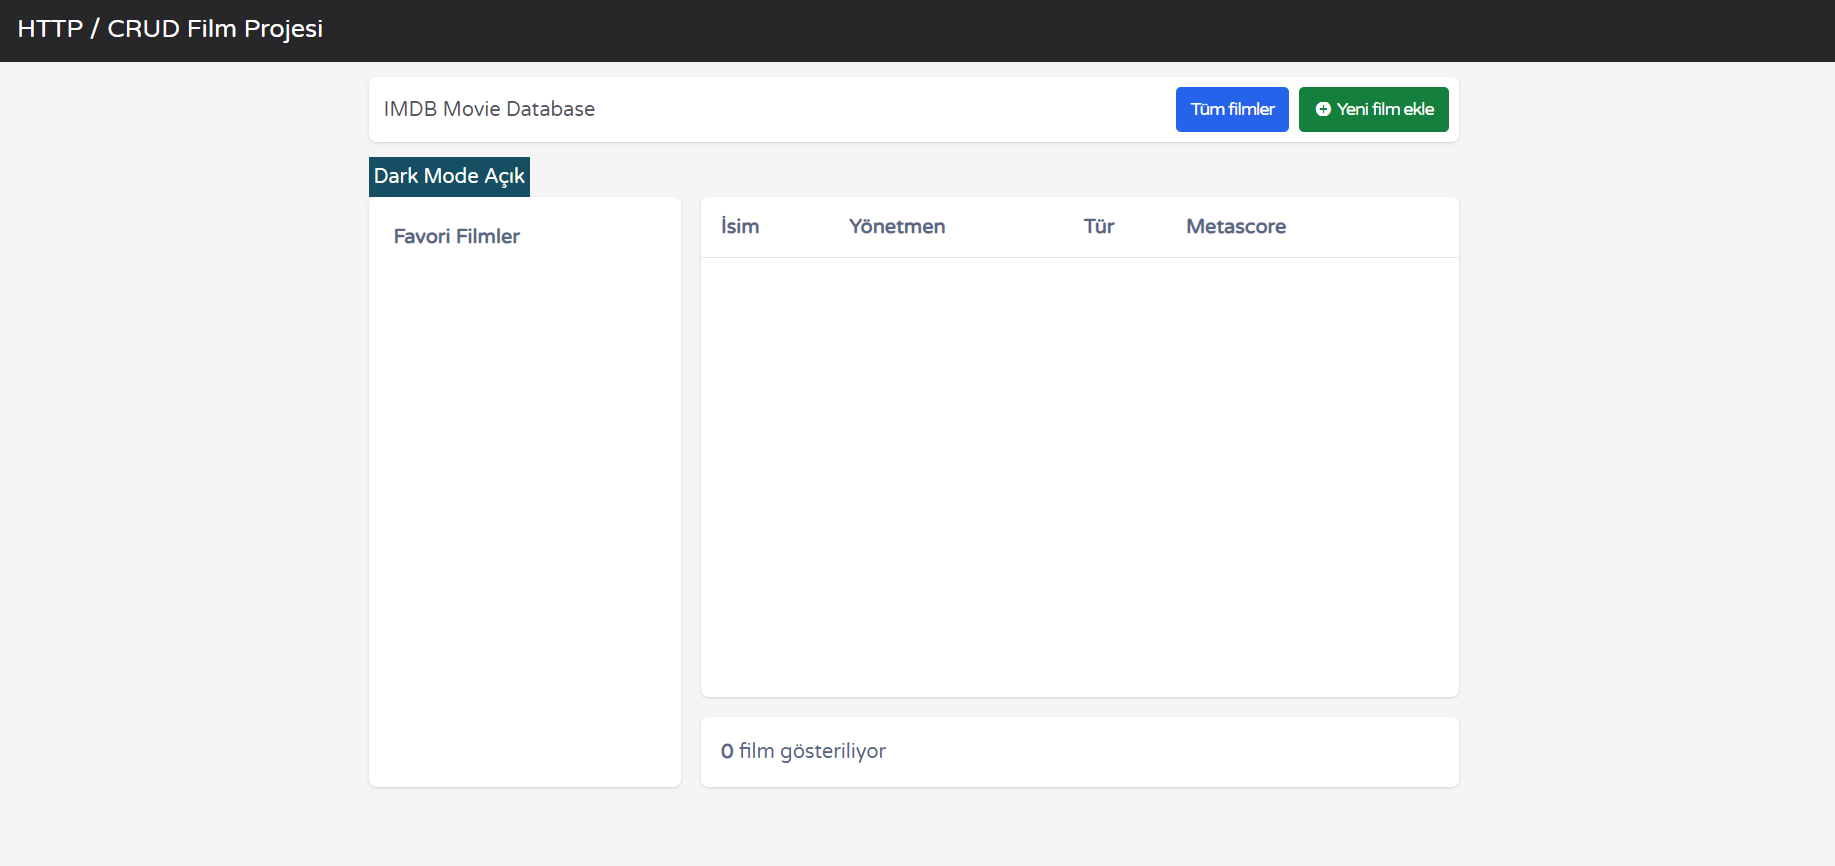 HTTP / CRUD Film Projesi
IMDB Movie Database
Tüm filmler
Yeni film ekle
Dark Mode Açık
Favori Filmler
İsim Yönetmen Tür Metascore
0 film gösteriliyor